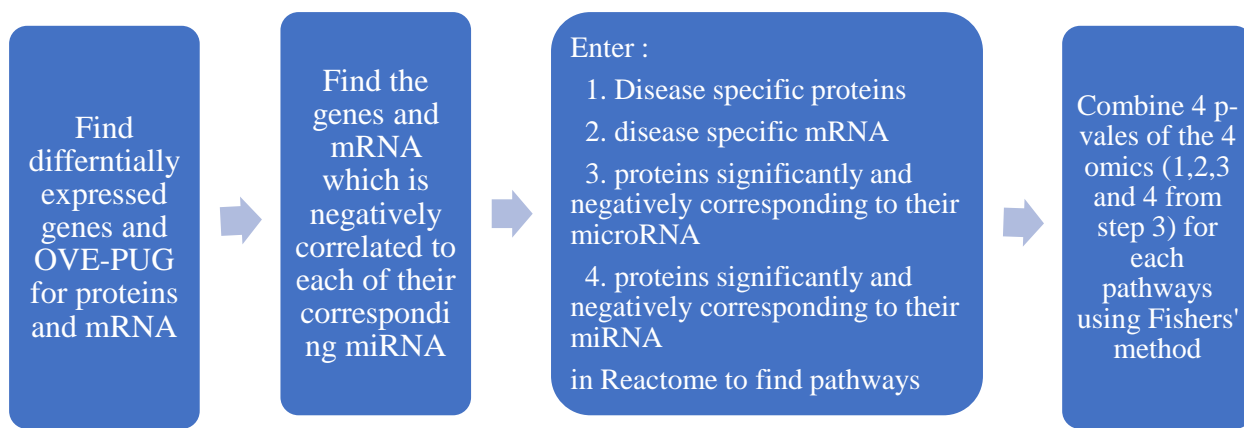 Find
differntially
expressed
genes and
OVE-PUG
for proteins
and mRNA
Find the
genes and
mRNA
which is
negatively
correlated to
each of their
correspondi
ng miRNA
Enter :
1. Disease specific proteins
2. disease specific mRNA
3. proteins significantly and
negatively corresponding to their
microRNA
4. proteins significantly and
negatively corresponding to their
miRNA
in Reactome to find pathways
Combine 4 p-
vales of the 4
omics (1,2,3
and 4 from
step 3) for
each
pathways
using Fishers'
method